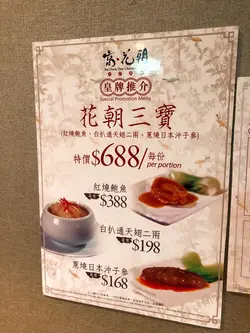 皇牌推介
Special Promotion Menu
花朝三寶
(紅燒鮑魚、白扒通天翅二兩、蔥燒日本沖子參)
特價$688/每份
per portion
紅燒鮑魚
$388
白扒通天翅二兩
$198
蔥燒日本沖子參
$168